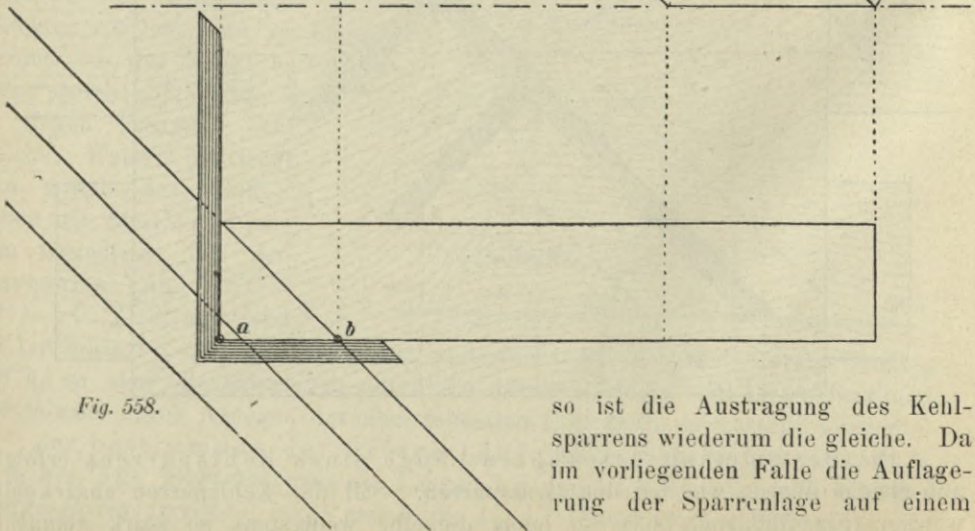 a
b
Fig. 558.
so ist die Austragung des Kehl-
sparrens wiederum die gleiche. Da
im vorliegenden Falle die Auflage-
rung der Sparrenlage auf einem